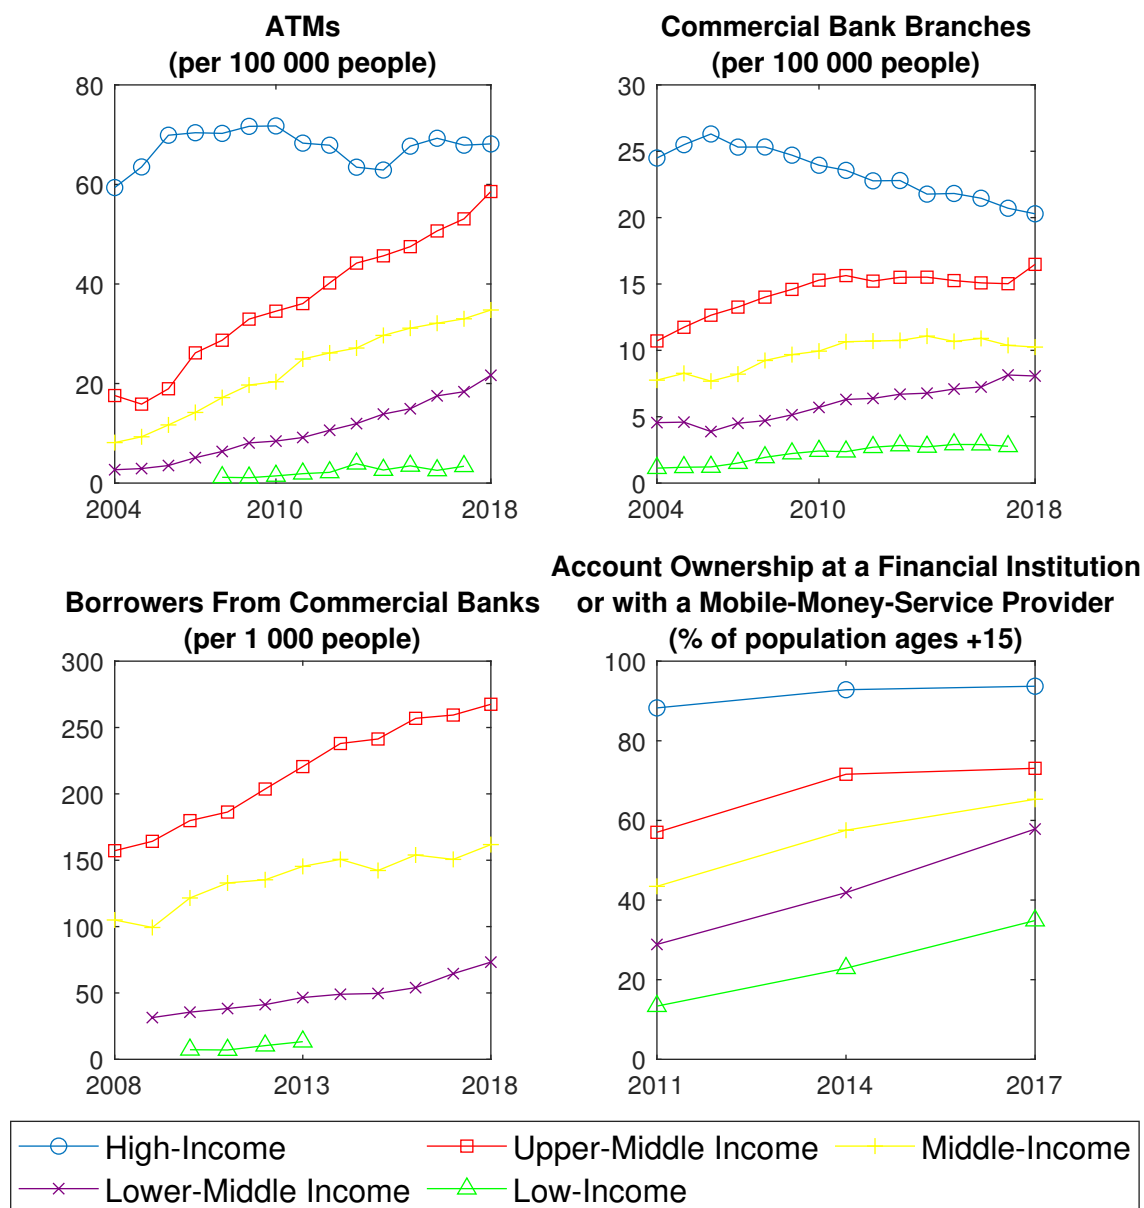 ATMs
(per 100 000 people)
80
60
40
20
0
2004
2010
2018
Commercial Bank Branches
(per 100 000 people)
30
25
20
15
10
5
0
2004
2010
2018
Borrowers From Commercial Banks
(per 1 000 people)
300
250
200
150
100
50
0
2008
2013
2018
Account Ownership at a Financial Institution
or with a Mobile-Money-Service Provider
(% of population ages +15)
100
80
60
40
20
0
2011
2014
2017
High-Income
Upper-Middle Income
Middle-Income
Lower-Middle Income
Low-Income